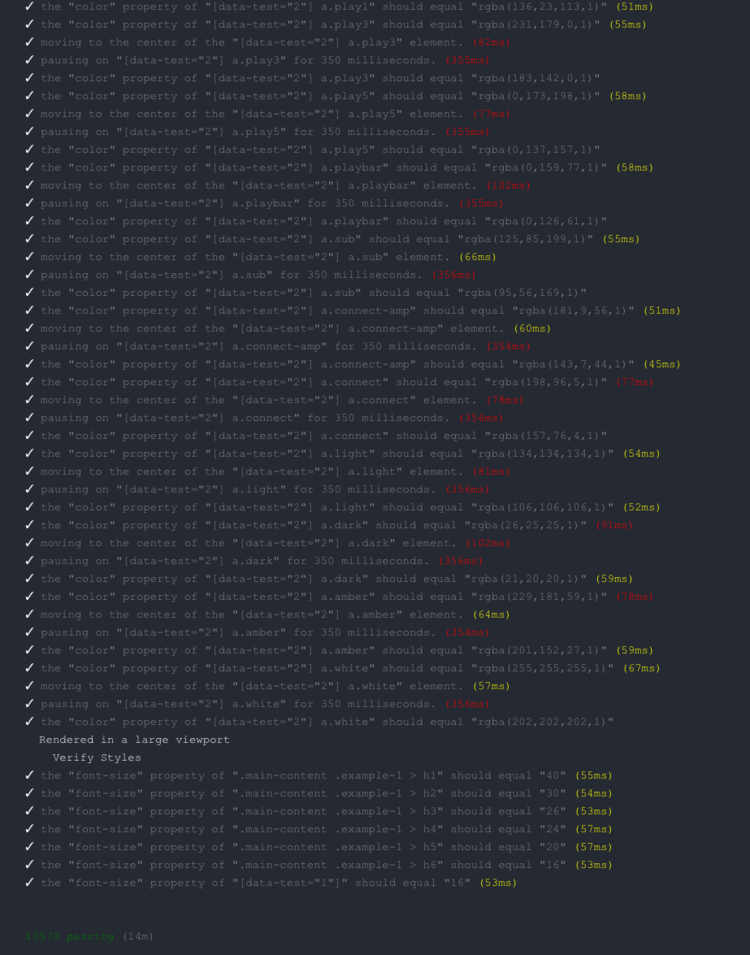 ✓ the "color" property of "[data-test="2"] a.play1" should equal "rgba(136,23,113,1)" (51ms)
✓ the "color" property of "[data-test="2"] a.play3" should equal "rgba(231,179,0,1)" (55ms)
✓ moving to the center of the "[data-test="2"] a.play3" element. (82ms)
✓ pausing on "[data-test="2"] a.play3" for 350 milliseconds. (355ms)
✓ the "color" property of "[data-test="2"] a.play3" should equal "rgba(183,142,0,1)"
✓ the "color" property of "[data-test="2"] a.play5" should equal "rgba(0,173,198,1)" (58ms)
✓ moving to the center of the "[data-test="2"] a.play5" element. (77ms)
✓ pausing on "[data-test="2"] a.play5" for 350 milliseconds. (355ms)
✓ the "color" property of "[data-test="2"] a.play5" should equal "rgba(0,137,157,1)"
✓ the "color" property of "[data-test="2"] a.playbar" should equal "rgba(0,159,77,1)" (58ms)
✓ moving to the center of the "[data-test="2"] a.playbar" element. (102ms)
✓ pausing on "[data-test="2"] a.playbar" for 350 milliseconds. (355ms)
✓ the "color" property of "[data-test="2"] a.playbar" should equal "rgba(0,126,61,1)"
✓ the "color" property of "[data-test="2"] a.sub" should equal "rgba(125,85,199,1)" (55ms)
✓ moving to the center of the "[data-test="2"] a.sub" element. (66ms)
✓ pausing on "[data-test="2"] a.sub" for 350 milliseconds. (356ms)
✓ the "color" property of "[data-test="2"] a.sub" should equal "rgba(95,56,169,1)"
✓ the "color" property of "[data-test="2"] a.connect-amp" should equal "rgba(181,9,56,1)" (51ms)
✓ moving to the center of the "[data-test="2"] a.connect-amp" element. (60ms)
✓ pausing on "[data-test="2"] a.connect-amp" for 350 milliseconds. (354ms)
✓ the "color" property of "[data-test="2"] a.connect-amp" should equal "rgba(143,7,44,1)" (45ms)
✓ the "color" property of "[data-test="2"] a.connect" should equal "rgba(198,96,5,1)" (77ms)
✓ moving to the center of the "[data-test="2"] a.connect" element. (78ms)
✓ pausing on "[data-test="2"] a.connect" for 350 milliseconds. (356ms)
✓ the "color" property of "[data-test="2"] a.connect" should equal "rgba(157,76,4,1)"
✓ the "color" property of "[data-test="2"] a.light" should equal "rgba(134,134,134,1)" (54ms)
✓ moving to the center of the "[data-test="2"] a.light" element. (81ms)
✓ pausing on "[data-test="2"] a.light" for 350 milliseconds. (356ms)
✓ the "color" property of "[data-test="2"] a.light" should equal "rgba(106,106,106,1)" (52ms)
✓ the "color" property of "[data-test="2"] a.dark" should equal "rgba(26,25,25,1)" (91ms)
✓ moving to the center of the "[data-test="2"] a.dark" element. (102ms)
✓ pausing on "[data-test="2"] a.dark" for 350 milliseconds. (356ms)
✓ the "color" property of "[data-test="2"] a.dark" should equal "rgba(21,20,20,1)" (59ms)
✓ the "color" property of "[data-test="2"] a.amber" should equal "rgba(229,181,59,1)" (78ms)
✓ moving to the center of the "[data-test="2"] a.amber" element. (64ms)
✓ pausing on "[data-test="2"] a.amber" for 350 milliseconds. (354ms)
✓ the "color" property of "[data-test="2"] a.amber" should equal "rgba(201,152,27,1)" (59ms)
✓ the "color" property of "[data-test="2"] a.white" should equal "rgba(255,255,255,1)" (67ms)
✓ moving to the center of the "[data-test="2"] a.white" element. (57ms)
✓ pausing on "[data-test="2"] a.white" for 350 milliseconds. (356ms)
✓ the "color" property of "[data-test="2"] a.white" should equal "rgba(202,202,202,1)"
Rendered in a large viewport
Verify Styles
✓ the "font-size" property of ".main-content .example-1 > h1" should equal "40" (55ms)
✓ the "font-size" property of ".main-content .example-1 > h2" should equal "30" (54ms)
✓ the "font-size" property of ".main-content .example-1 > h3" should equal "26" (53ms)
✓ the "font-size" property of ".main-content .example-1 > h4" should equal "24" (57ms)
✓ the "font-size" property of ".main-content .example-1 > h5" should equal "20" (57ms)
✓ the "font-size" property of ".main-content .example-1 > h6" should equal "16" (53ms)
✓ the "font-size" property of "[data-test="1"]" should equal "16" (53ms)
10570 passing (14m)